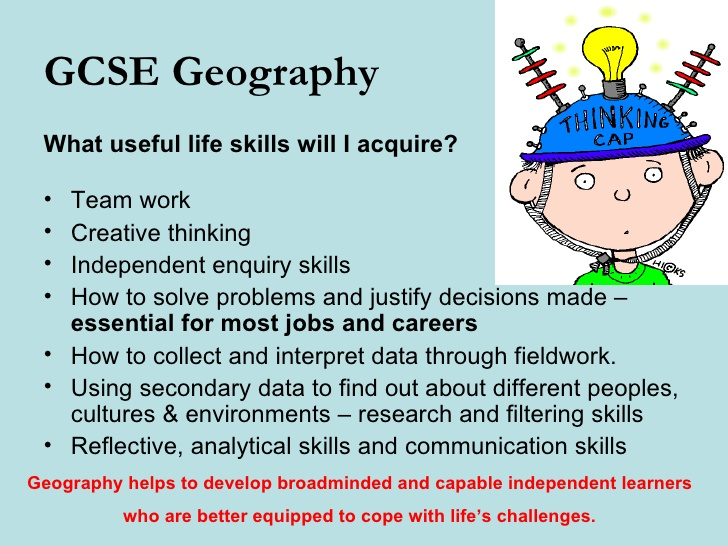 GCSE Geography
THINKING
CAP
What useful life skills will I acquire?
• Team work
• Creative thinking
• Independent enquiry skills
HICKS
• How to solve problems and justify decisions made –
essential for most jobs and careers
• How to collect and interpret data through fieldwork.
• Using secondary data to find out about different peoples,
cultures & environments – research and filtering skills
• Reflective, analytical skills and communication skills
Geography helps to develop broadminded and capable independent learners
who are better equipped to cope with life’s challenges.